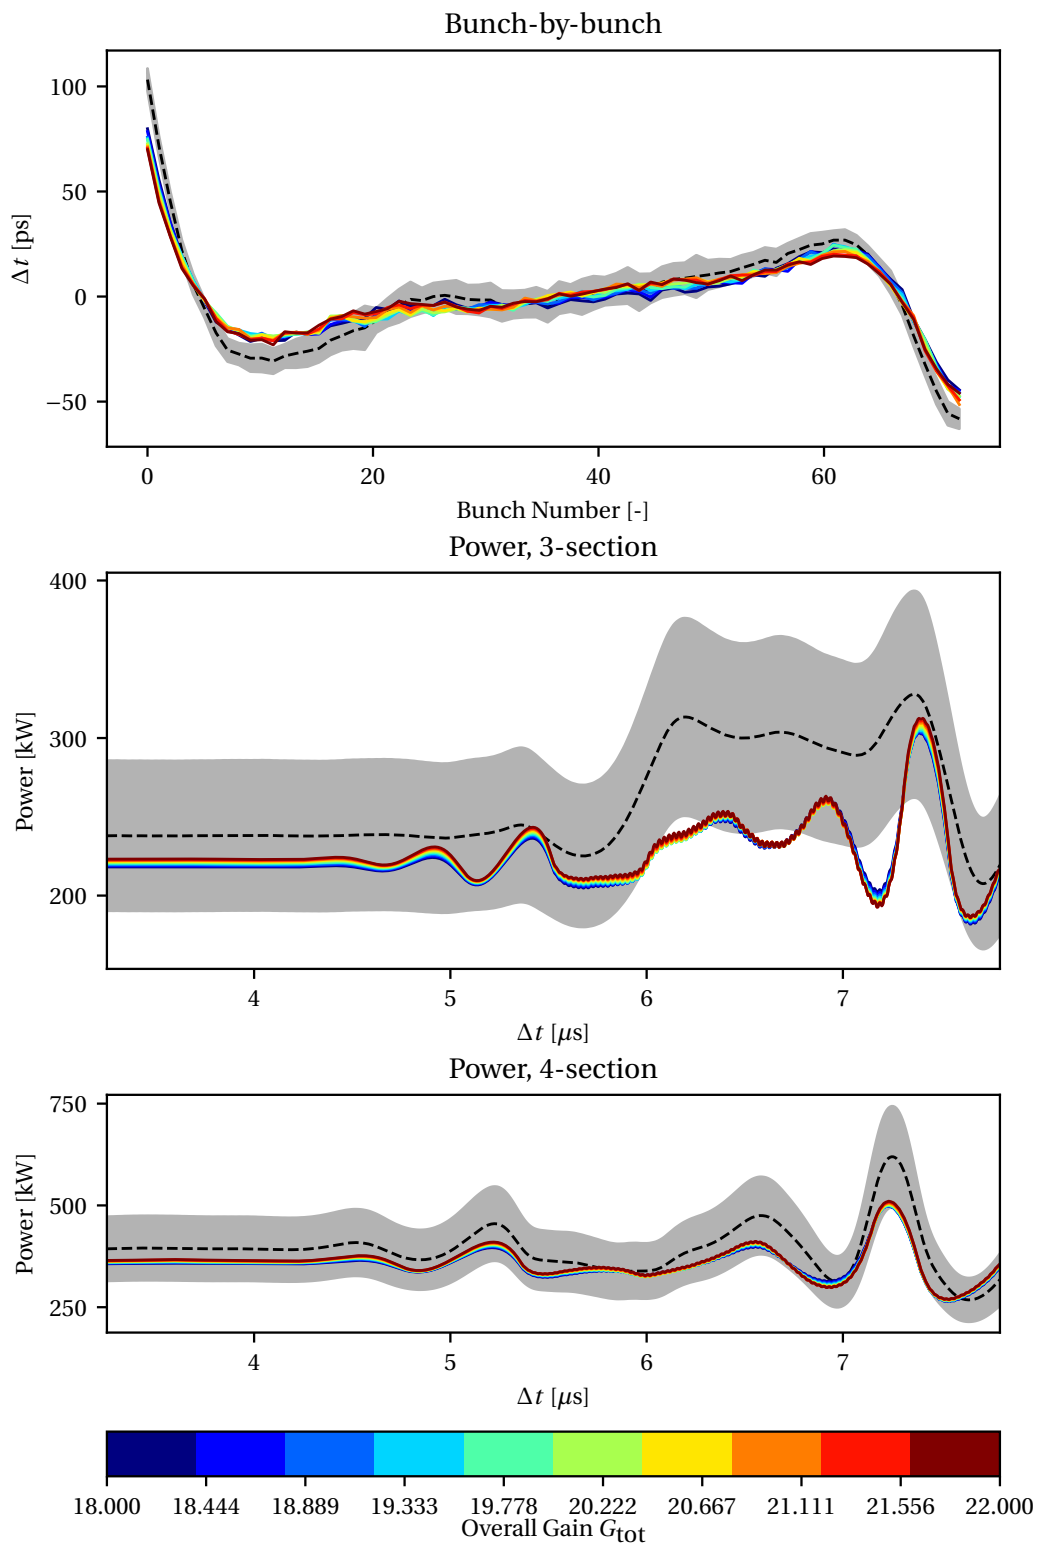 Bunch-by-bunch
100
50
0
−50
Δt [ps]
0 20 40 60
Bunch Number [-]
Power, 3-section
400
300
200
Power [kW]
4 5 6 7
Δt [μs]
Power, 4-section
750
500
250
Power [kW]
4 5 6 7
Δt [μs]
18.000 18.444 18.889 19.333 19.778 20.222 20.667 21.111 21.556 22.000
Overall Gain Gtot